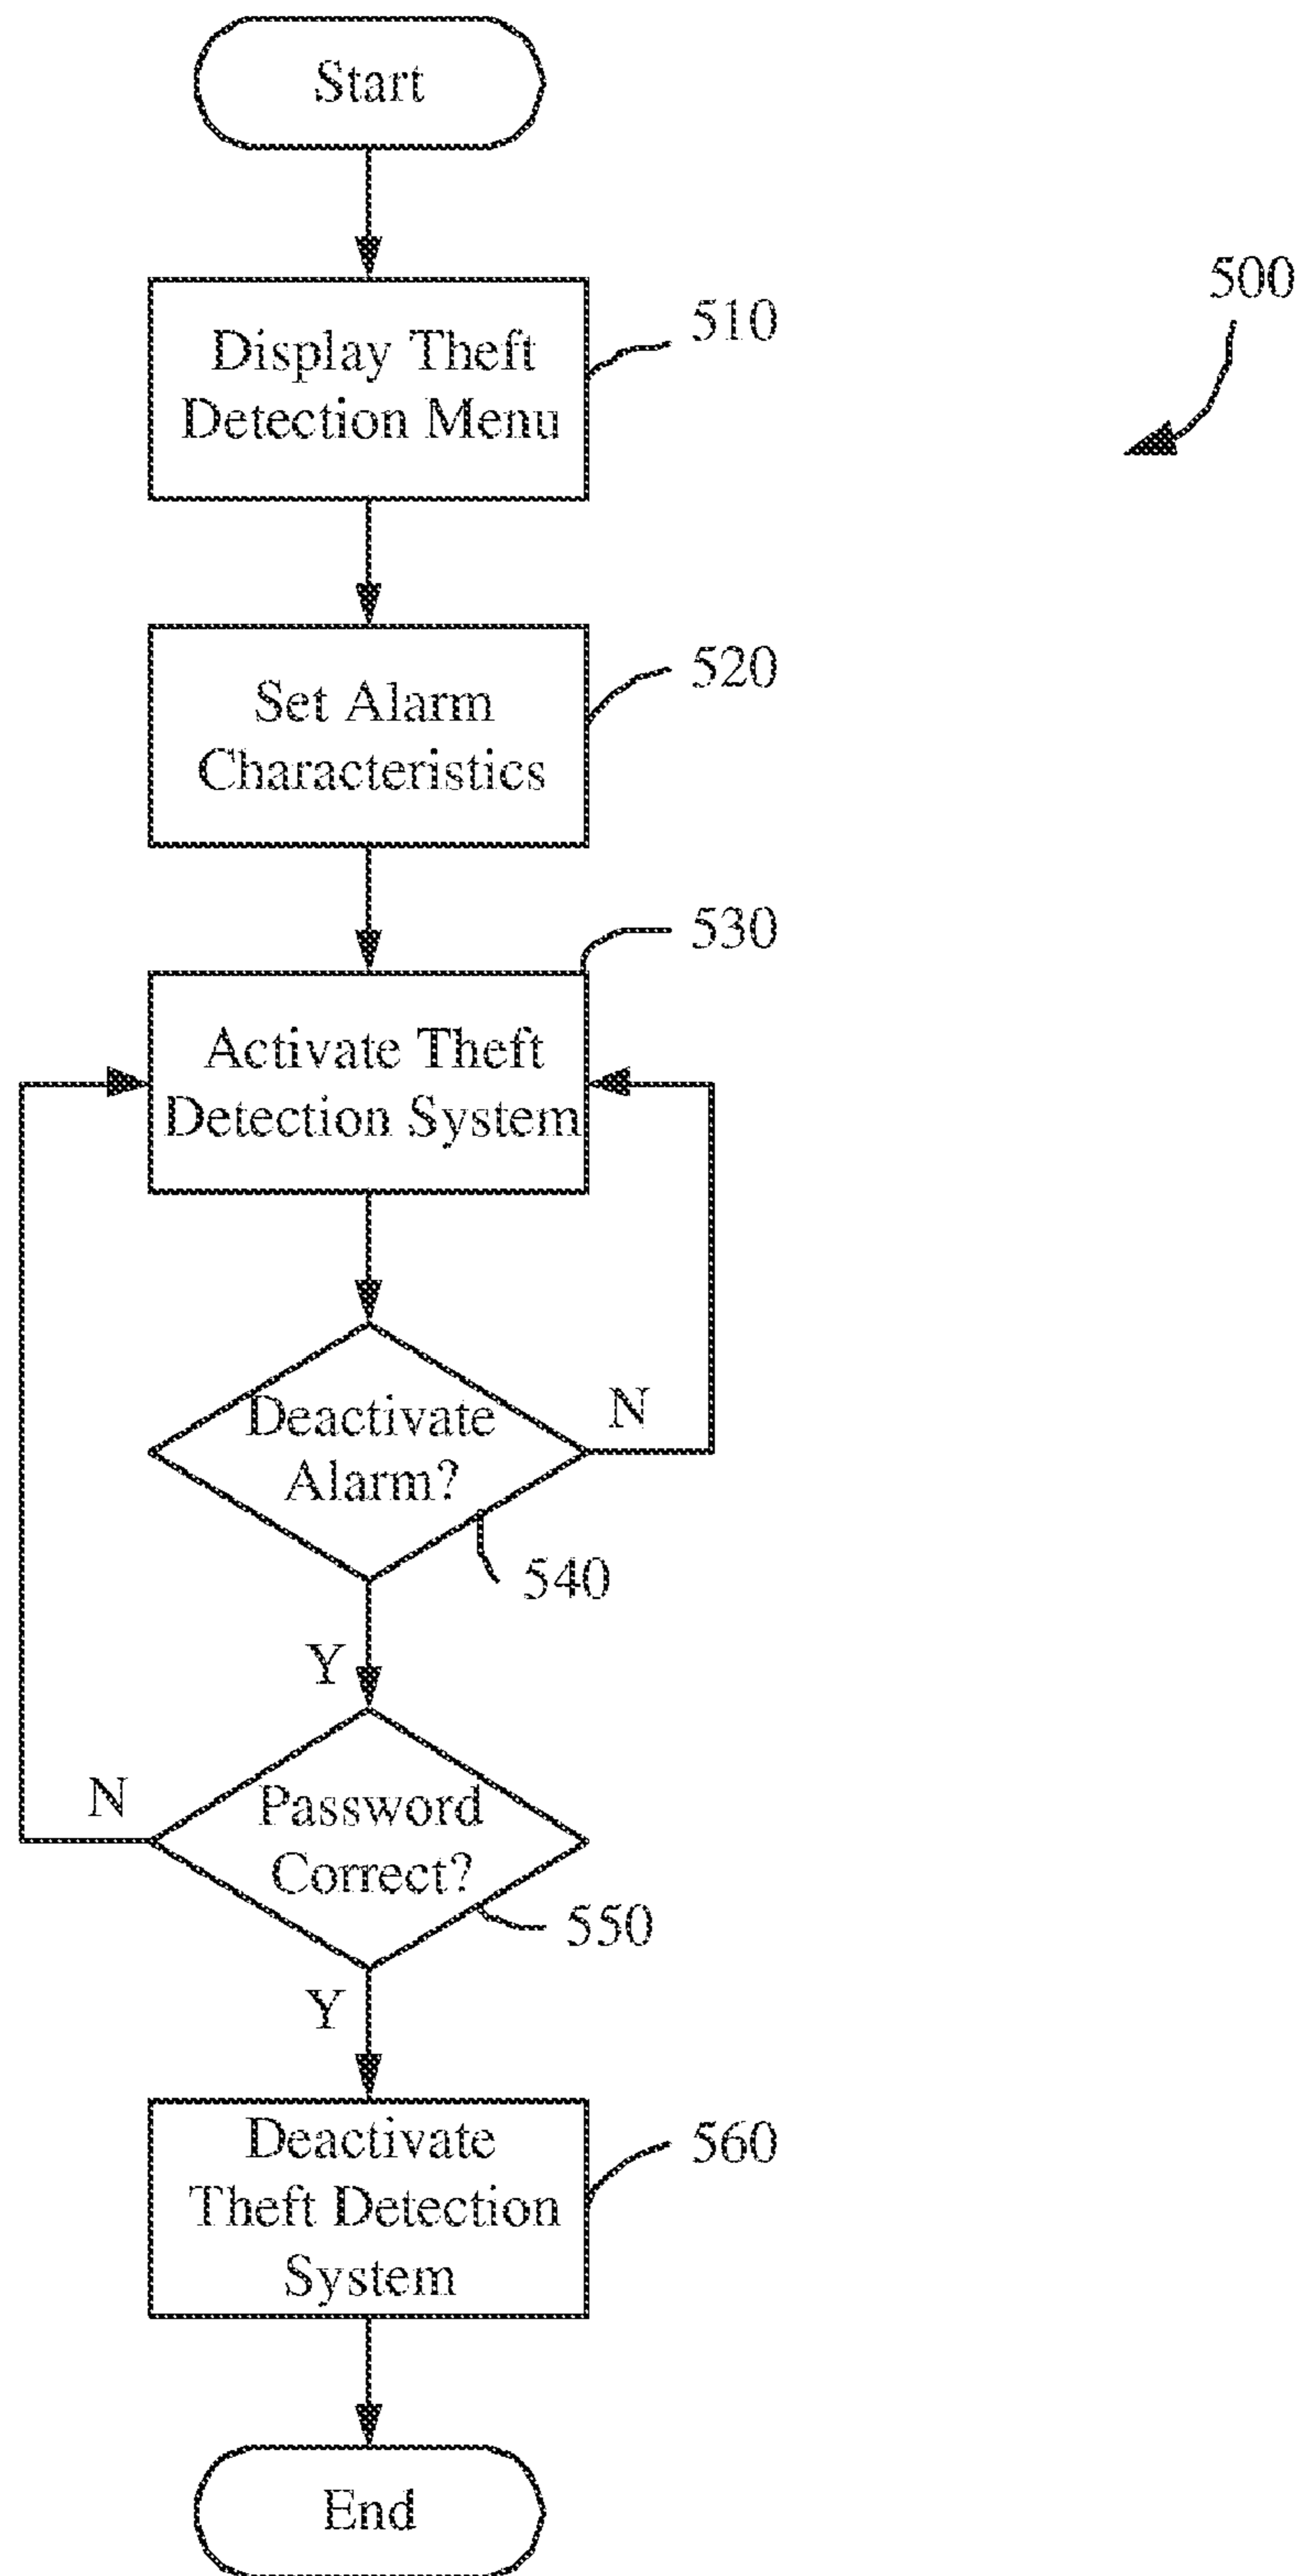 Start
500
510
Display Theft
Detection Menu
520
Set Alarm
Characteristics
530
Activate Theft
Detection System
Deactivate
Alarm?
N
540
Y
Password
Correct?
N
550
Y
Deactivate
Theft Detection
System
560
End